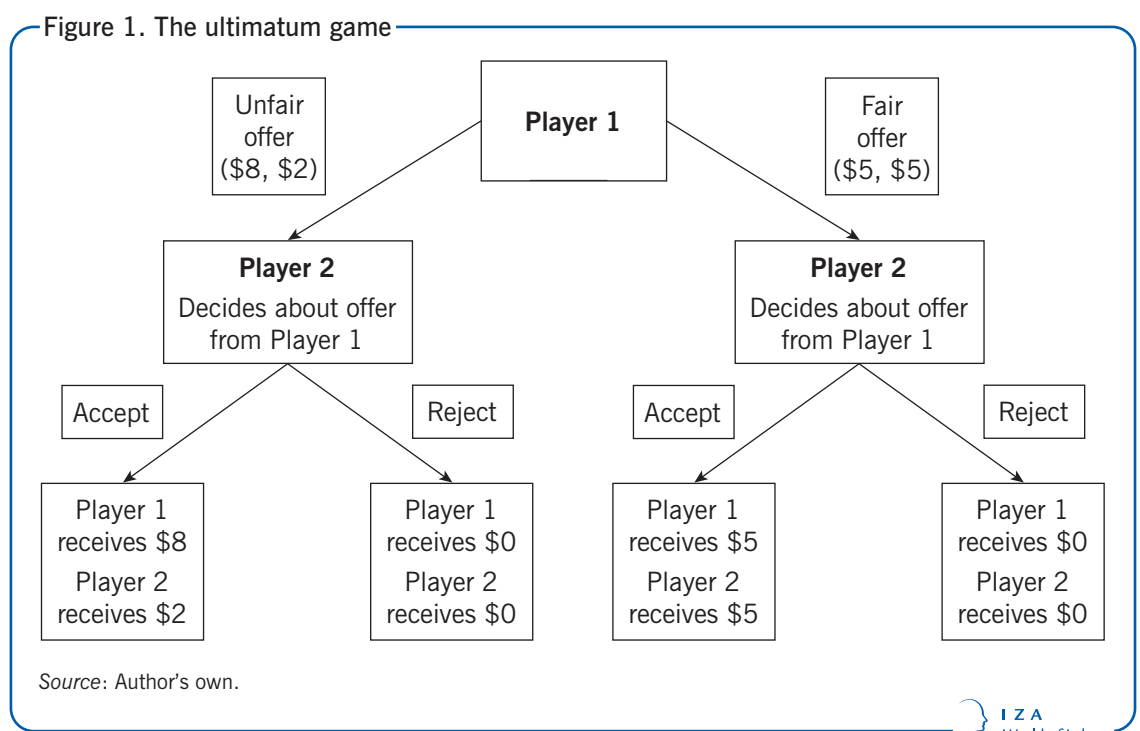 Figure 1. The ultimatum game
Player 1
Unfair
offer
($8, $2)
Fair
offer
($5, $5)
Player 2
Decides about offer
from Player 1
Player 2
Decides about offer
from Player 1
Accept
Reject
Accept
Reject
Player 1
receives $8
Player 2
receives $2
Player 1
receives $0
Player 2
receives $0
Player 1
receives $5
Player 2
receives $5
Player 1
receives $0
Player 2
receives $0
Source: Author's own.
I Z A